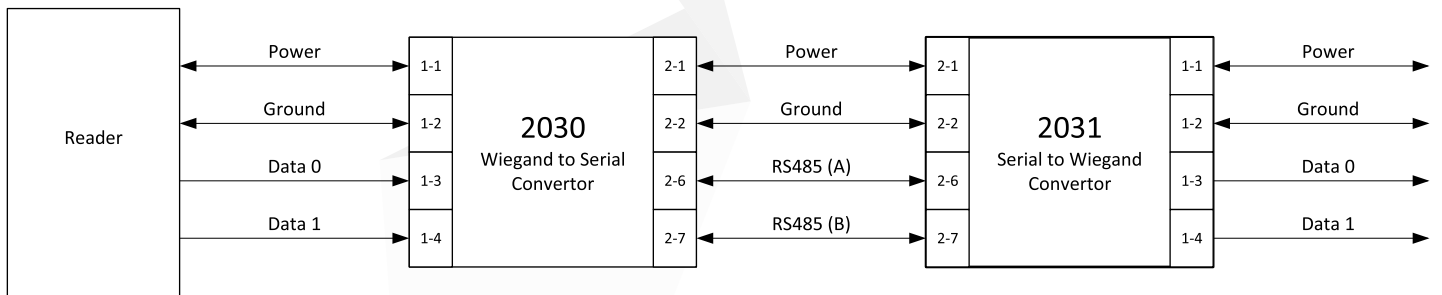 Reader
Power
Ground
Data 0
Data 1
1-1
1-2
1-3
1-4
2030
Wiegand to Serial
Convertor
2-1
2-2
2-6
2-7
Power
Ground
RS485 (A)
RS485 (B)
2-1
2-2
2-6
2-7
2031
Serial to Wiegand
Convertor
1-1
1-2
1-3
1-4
Power
Ground
Data 0
Data 1